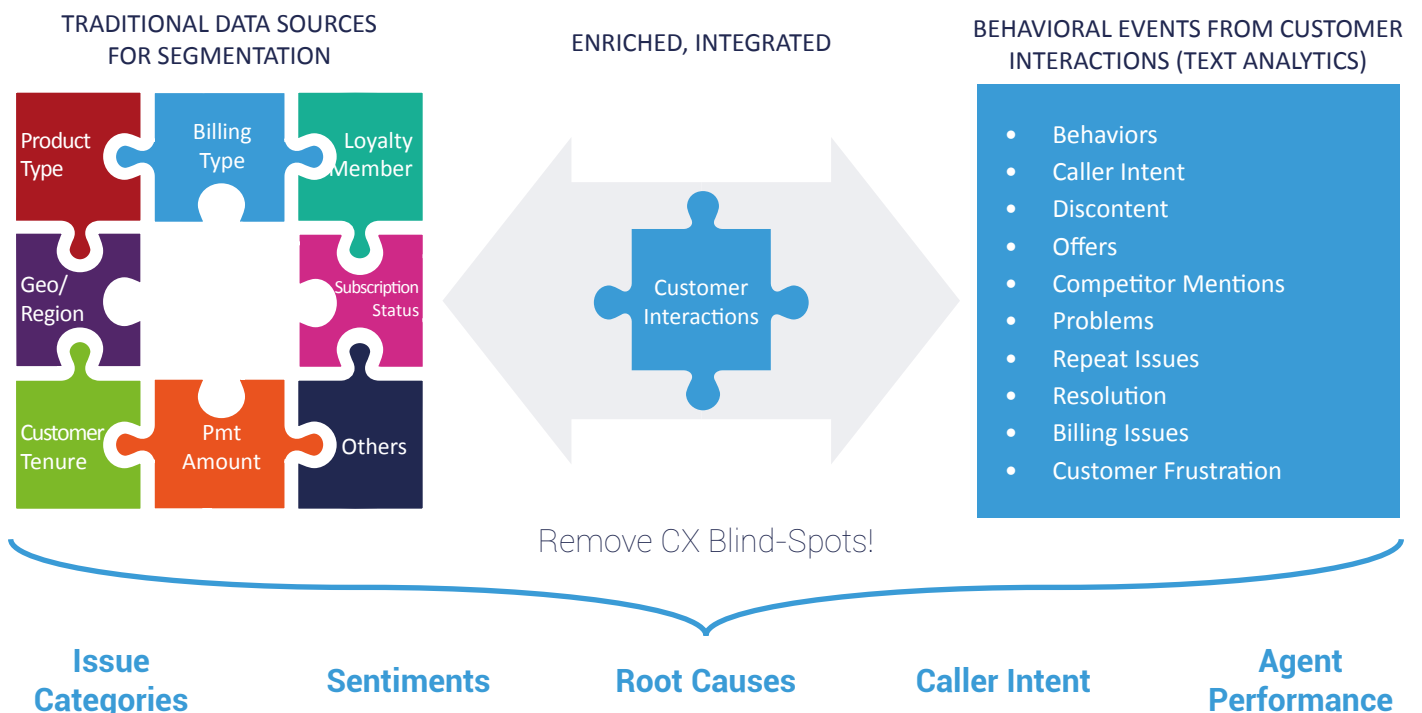 TRADITIONAL DATA SOURCES
FOR SEGMENTATION
ENRICHED, INTEGRATED
BEHAVIORAL EVENTS FROM CUSTOMER
INTERACTIONS (TEXT ANALYTICS)
Product
Type
Billing
Type
Loyalty
Member
Geo/
Region
Subscription
Status
Customer
Tenure
Pmt
Amount
Others
Customer
Interactions
• Behaviors
• Caller Intent
• Discontent
• Offers
• Competitor Mentions
• Problems
• Repeat Issues
• Resolution
• Billing Issues
• Customer Frustration
Remove CX Blind-Spots!
Issue
Categories
Sentiments
Root Causes
Caller Intent
Agent
Performance